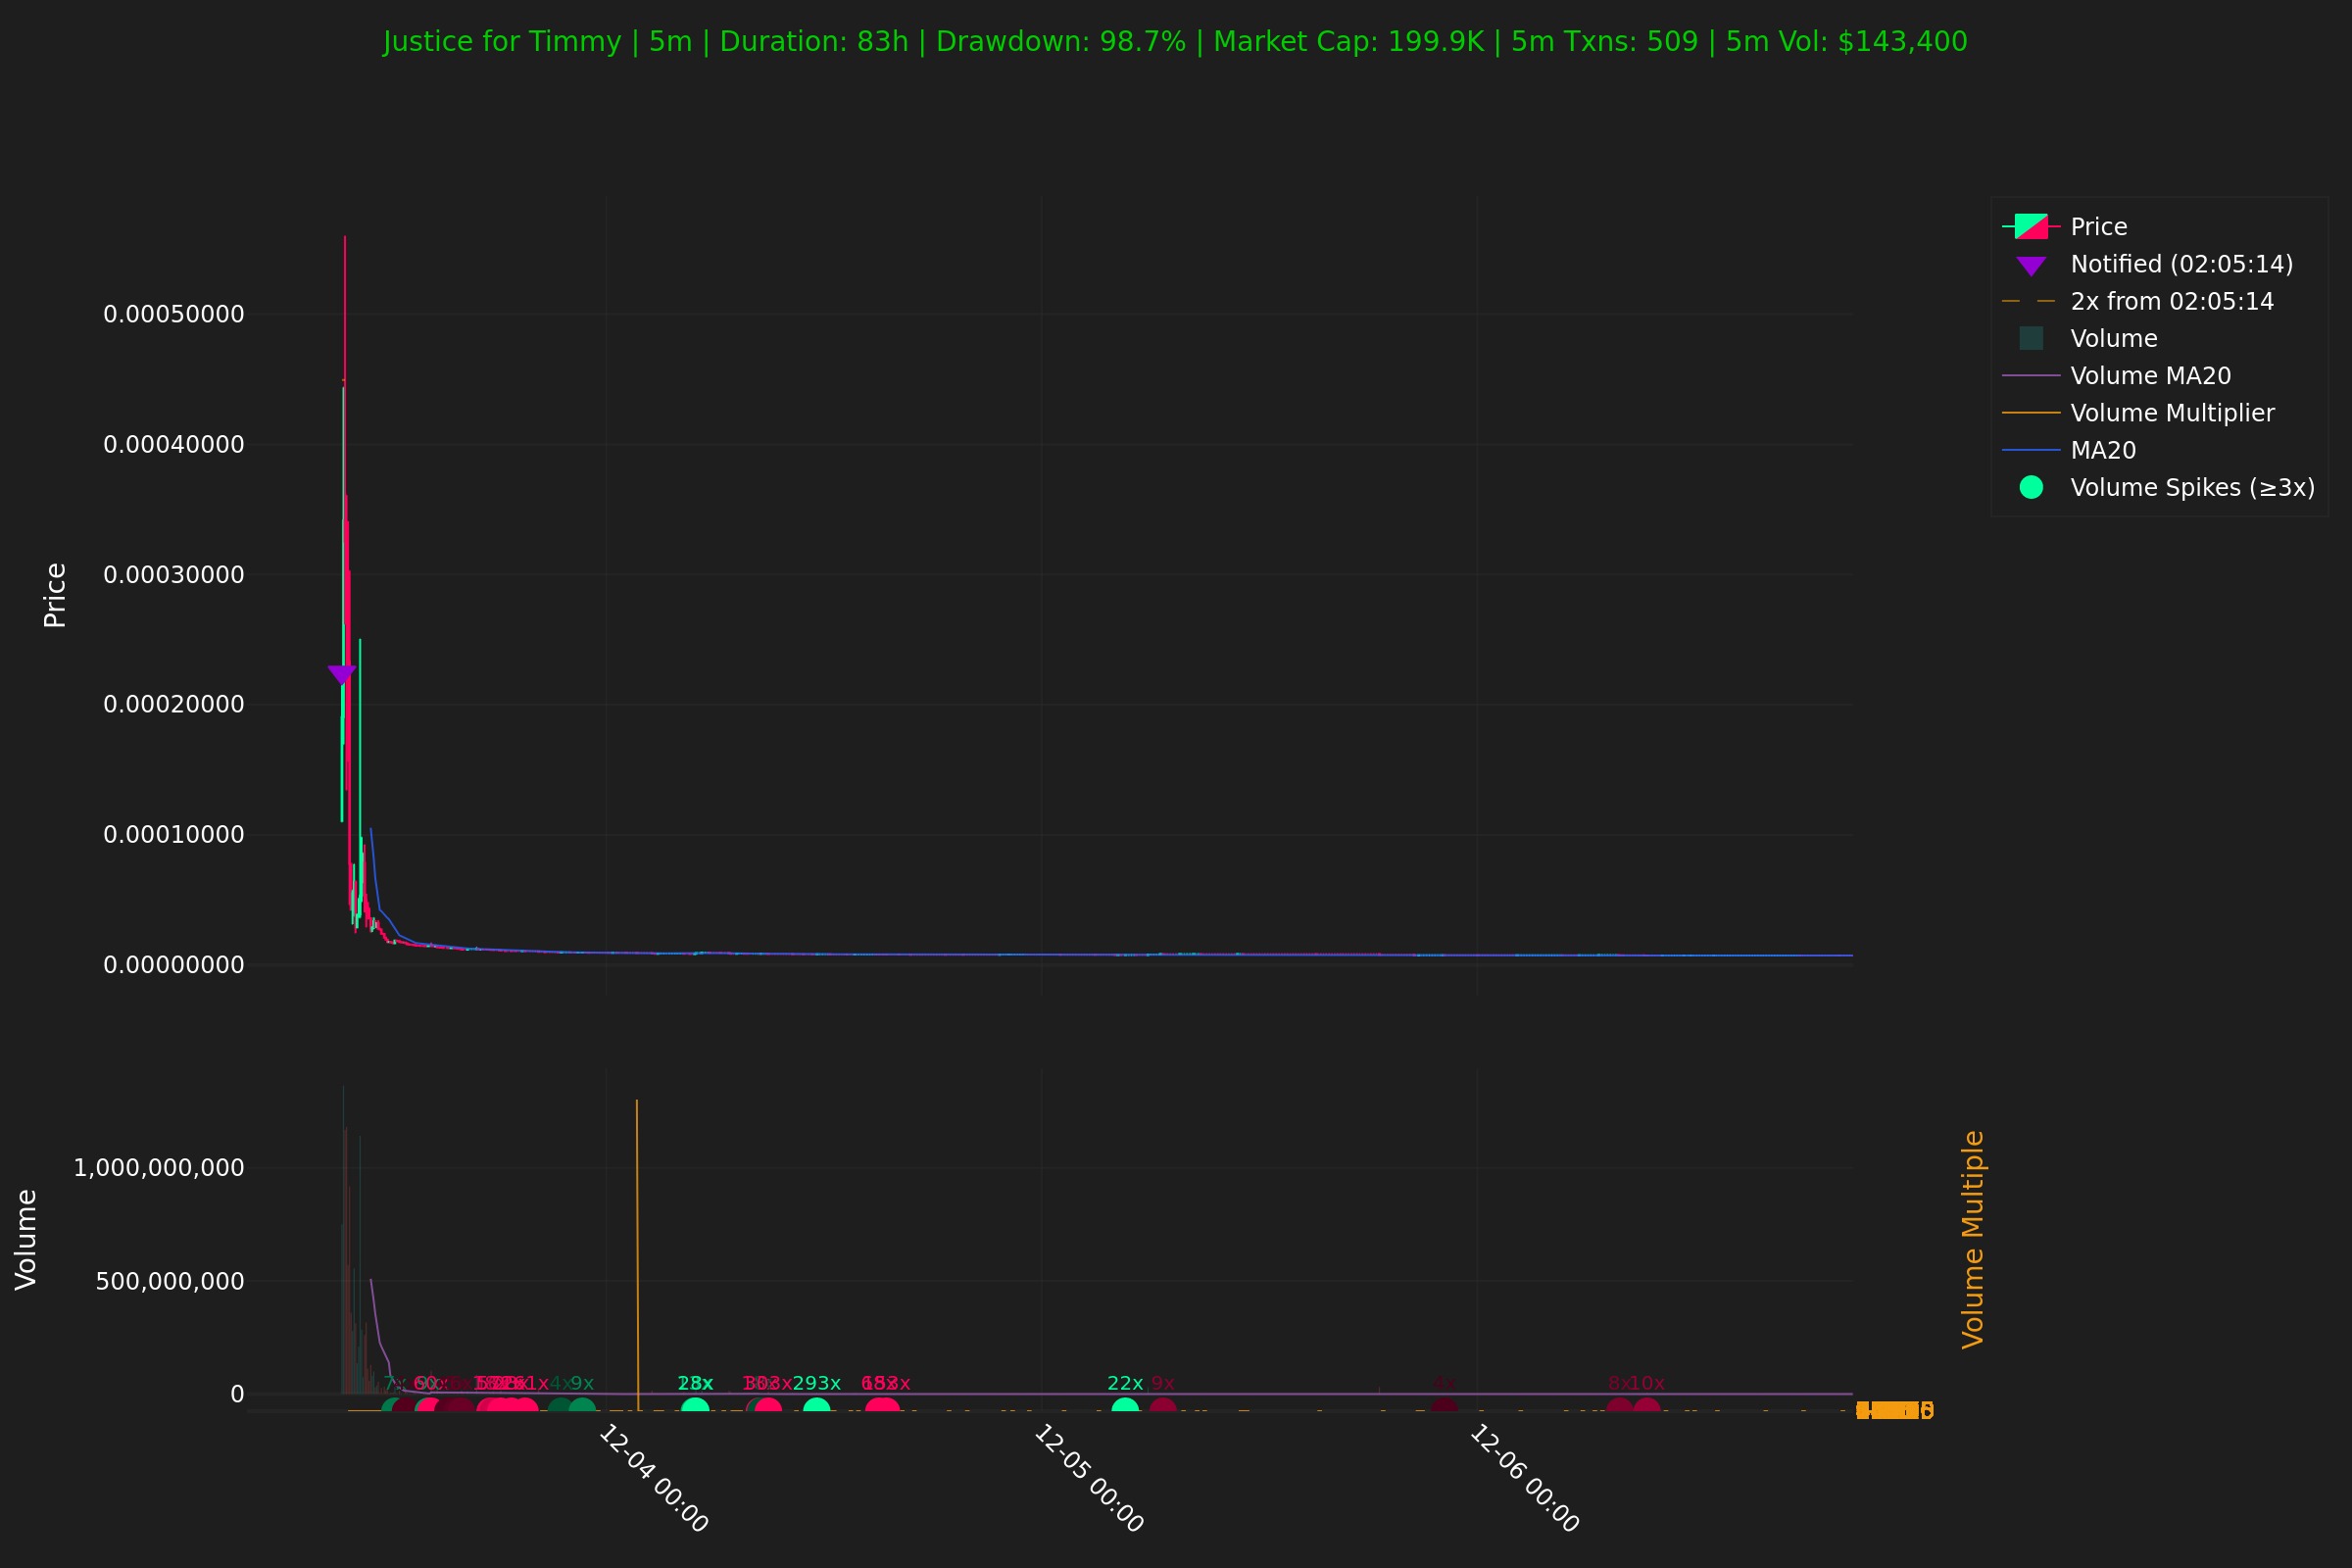 Justice for Timmy | 5m | Duration: 83h | Drawdown: 98.7% | Market Cap: 199.9K | 5m Txns: 509 | 5m Vol: $143,400
Price
Notified (02:05:14)
2x from 02:05:14
Volume
Volume MA20
Volume Multiplier
MA20
Volume Spikes (≥3x)
Price
0.00050000
0.00040000
0.00030000
0.00020000
0.00010000
0.00000000
Volume
1,000,000,000
500,000,000
0
Volume Multiple
9x
293x
22x
9x
8x
10x
12-04 00:00
12-05 00:00
12-06 00:00